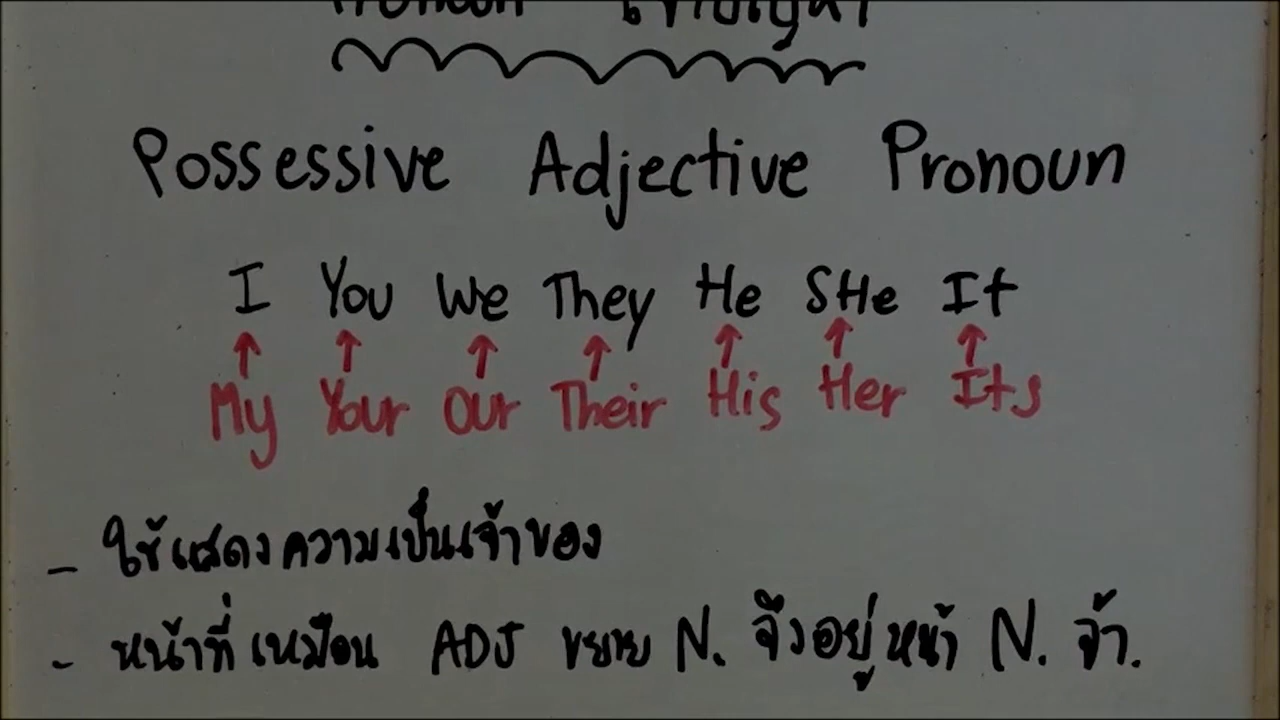 Possessive Adjective Pronoun
I You We They He SHe It
My Your Our Their His Her Its
- ใช้แสดงความเป็นเจ้าของ
- หน้าที่เหมือน ADJ ขยาย N. จึงอยู่หน้า N. จ้า.